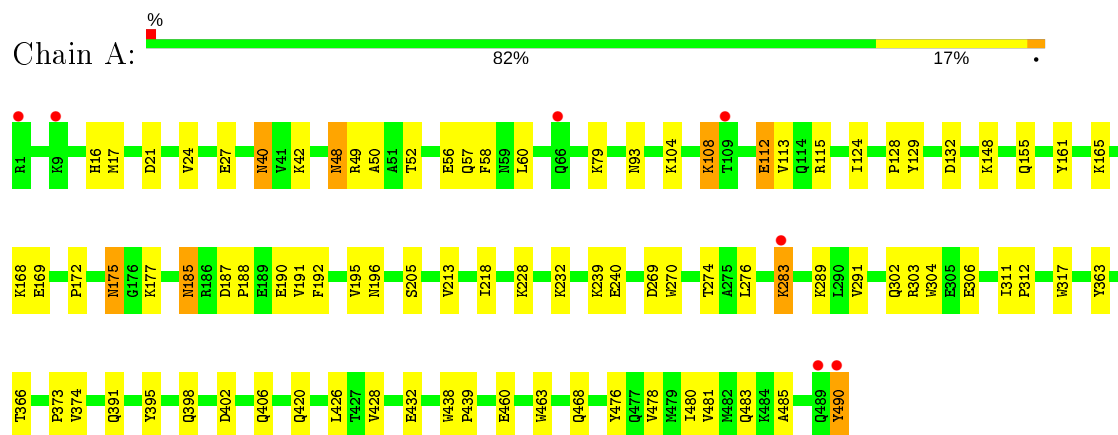 %
Chain A:
82% 17% •
R1 K9 H16 M17 D21 V24 E27 N40 V41 K42 N48 R49 A50 A51 T52 E56 Q57 F58 N59 L60 Q66 K79 N93 K104 K108 T109 E112 V113 Q114 R115 I124 P128 Y129 D132 K148 Q155 Y161 K165
K168 E169 P172 N175 G176 K177 N185 R186 D187 P188 E189 E190 V191 F192 V195 N196 S205 V213 I218 K228 K232 K239 E240 D269 W270 T274 A275 L276 K283 K289 L290 V291 Q302 R303 W304 E305 E306 I311 P312 W317 Y363
T366 P373 V374 Q391 Y395 Q398 D402 Q406 Q420 L426 T427 V428 E432 W438 P439 E460 W463 Q468 Y476 Q477 V478 M479 I480 V481 M482 Q483 K484 A485 Q489 Y490